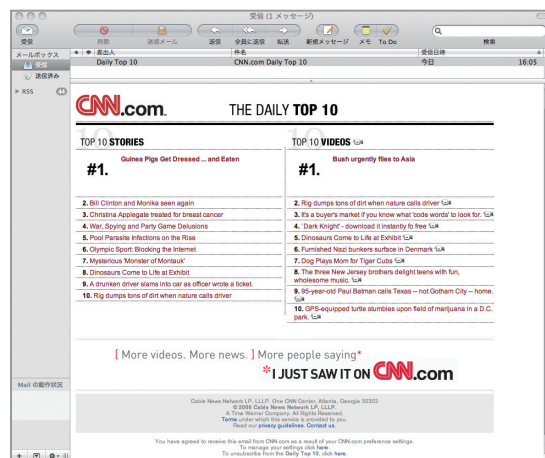 受信 (1 メッセージ)
受信
削除
迷惑メール
返信
全員に返信
転送
新規メッセージ
メモ
To Do
検索
メールボックス
受信
送信済み
RSS
44
差出人
件名
受信日時
Daily Top 10
CNN.com Daily Top 10
今日
16:05
CNN.com
THE DAILY TOP 10
10
TOP 10 STORIES
#1.
Guinea Pigs Get Dressed ... and Eaten
2. Bill Clinton and Monika seen again
3. Christina Applegate treated for breast cancer
4. War, Spying and Party Game Delusions
5. Pool Parasite Infections on the Rise
6. Olympic Sport: Blocking the Internet
7. Mysterious 'Monster of Montauk'
8. Dinosaurs Come to Life at Exhibit
9. A drunken driver slams into car as officer wrote a ticket.
10. Rig dumps tons of dirt when nature calls driver
10
TOP 10 VIDEOS
#1.
Bush urgently flies to Asia
2. Rig dumps tons of dirt when nature calls driver
3. It's a buyer's market if you know what 'code words' to look for.
4. `Dark Knight' - download it instantly free
5. Dinosaurs Come to Life at Exhibit
6. Furnished Nazi bunkers surface in Denmark
7. Dog Plays Mom for Tiger Cubs
8. The three New Jersey brothers delight teens with fun,
wholesome music.
9. 95-year-old Paul Batman calls Texas -- not Gotham City -- home.
10. GPS-equipped turtle stumbles upon field of marijuana in a D.C.
park.
[ More videos. More news. ] More people saying*
*I JUST SAW IT ON CNN.com
Mail の動作状況
Cable News Network LP, LLLP. One CNN Center, Atlanta, Georgia 30303
© 2008 Cable News Network LP, LLLP.
A Time Warner Company. All Rights Reserved.
Terms under which this service is provided to you.
Read our privacy guidelines. Contact us.
You have agreed to receive this email from CNN.com as a result of your CNN.com preference settings.
To manage your settings click here.
To unsubscribe from the Daily Top 10, click here.